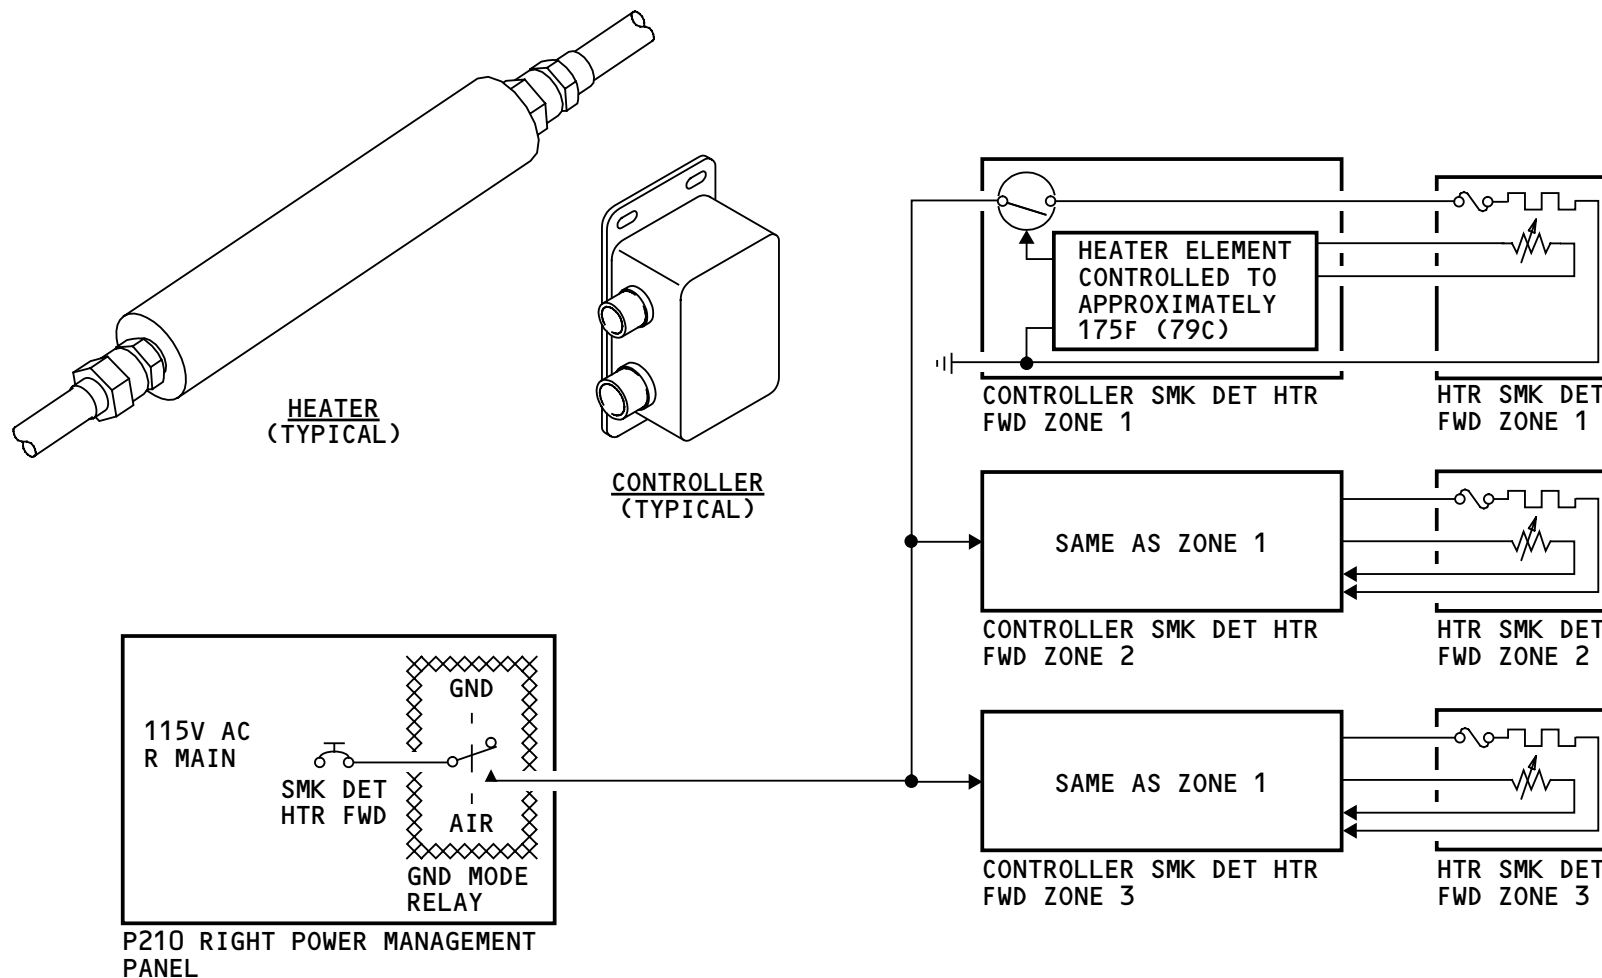 HEATER
(TYPICAL)
CONTROLLER
(TYPICAL)
HEATER ELEMENT
CONTROLLED TO
APPROXIMATELY
175F (79C)
CONTROLLER SMK DET HTR
FWD ZONE 1
HTR SMK DET
FWD ZONE 1
SAME AS ZONE 1
CONTROLLER SMK DET HTR
FWD ZONE 2
HTR SMK DET
FWD ZONE 2
SAME AS ZONE 1
CONTROLLER SMK DET HTR
FWD ZONE 3
HTR SMK DET
FWD ZONE 3
115V AC
R MAIN
SMK DET
HTR FWD
GND
AIR
GND MODE
RELAY
P210 RIGHT POWER MANAGEMENT
PANEL